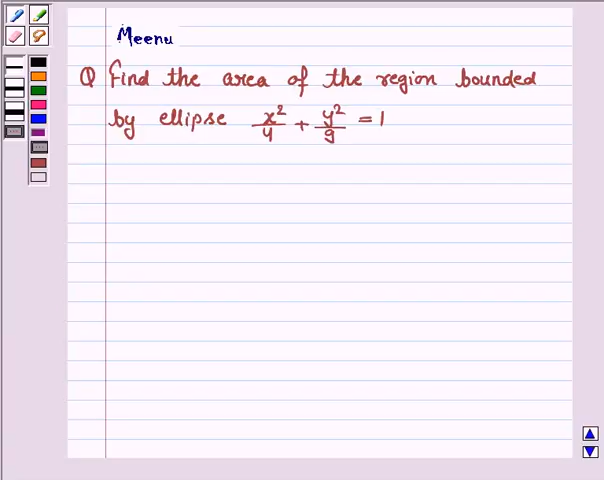 Meenu
Q Find the area of the region bounded
by ellipse x²/4 + y²/9 = 1